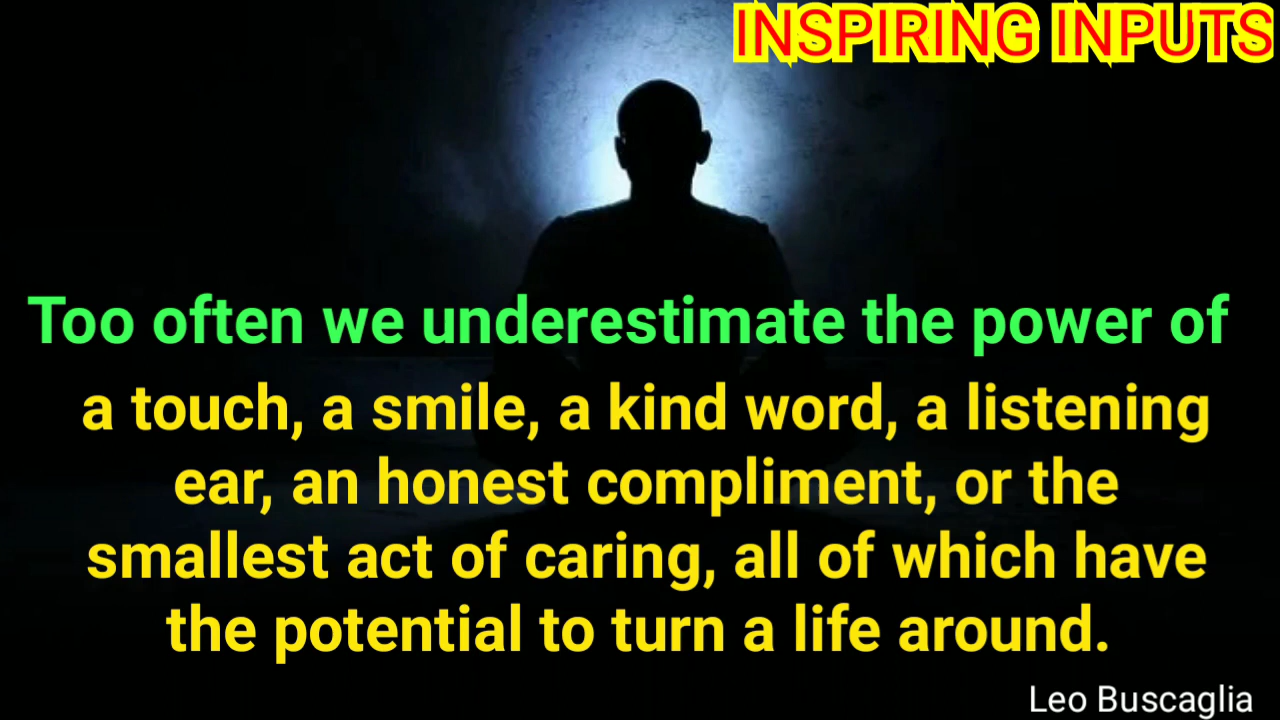 INSPIRING INPUTS
Too often we underestimate the power of
a touch, a smile, a kind word, a listening
ear, an honest compliment, or the
smallest act of caring, all of which have
the potential to turn a life around.
Leo Buscaglia